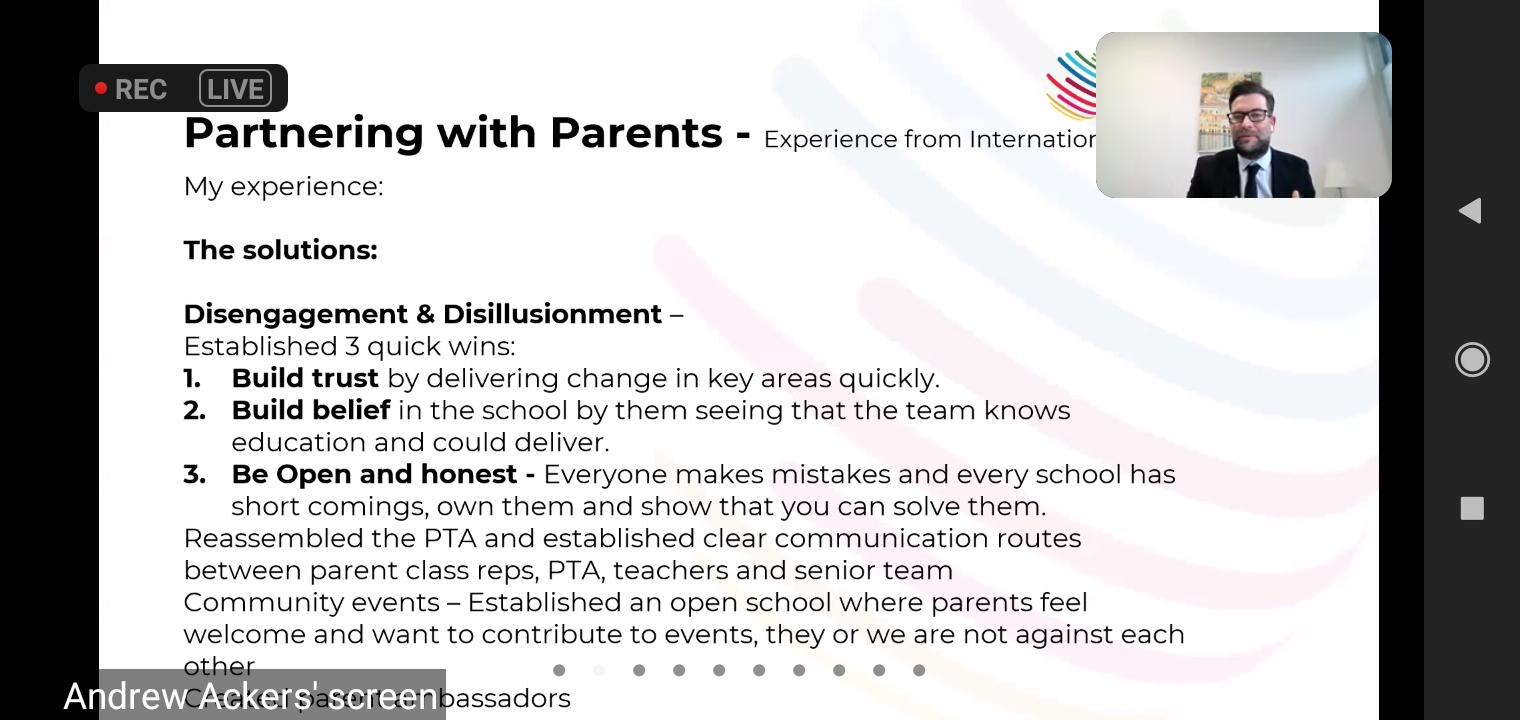 REC LIVE
Partnering with Parents - Experience from Internation
My experience:
The solutions:
Disengagement & Disillusionment –
Established 3 quick wins:
1. Build trust by delivering change in key areas quickly.
2. Build belief in the school by them seeing that the team knows
education and could deliver.
3. Be Open and honest - Everyone makes mistakes and every school has
short comings, own them and show that you can solve them.
Reassembled the PTA and established clear communication routes
between parent class reps, PTA, teachers and senior team
Community events – Established an open school where parents feel
welcome and want to contribute to events, they or we are not against each
other
Created parent ambassadors
Andrew Ackers' screen